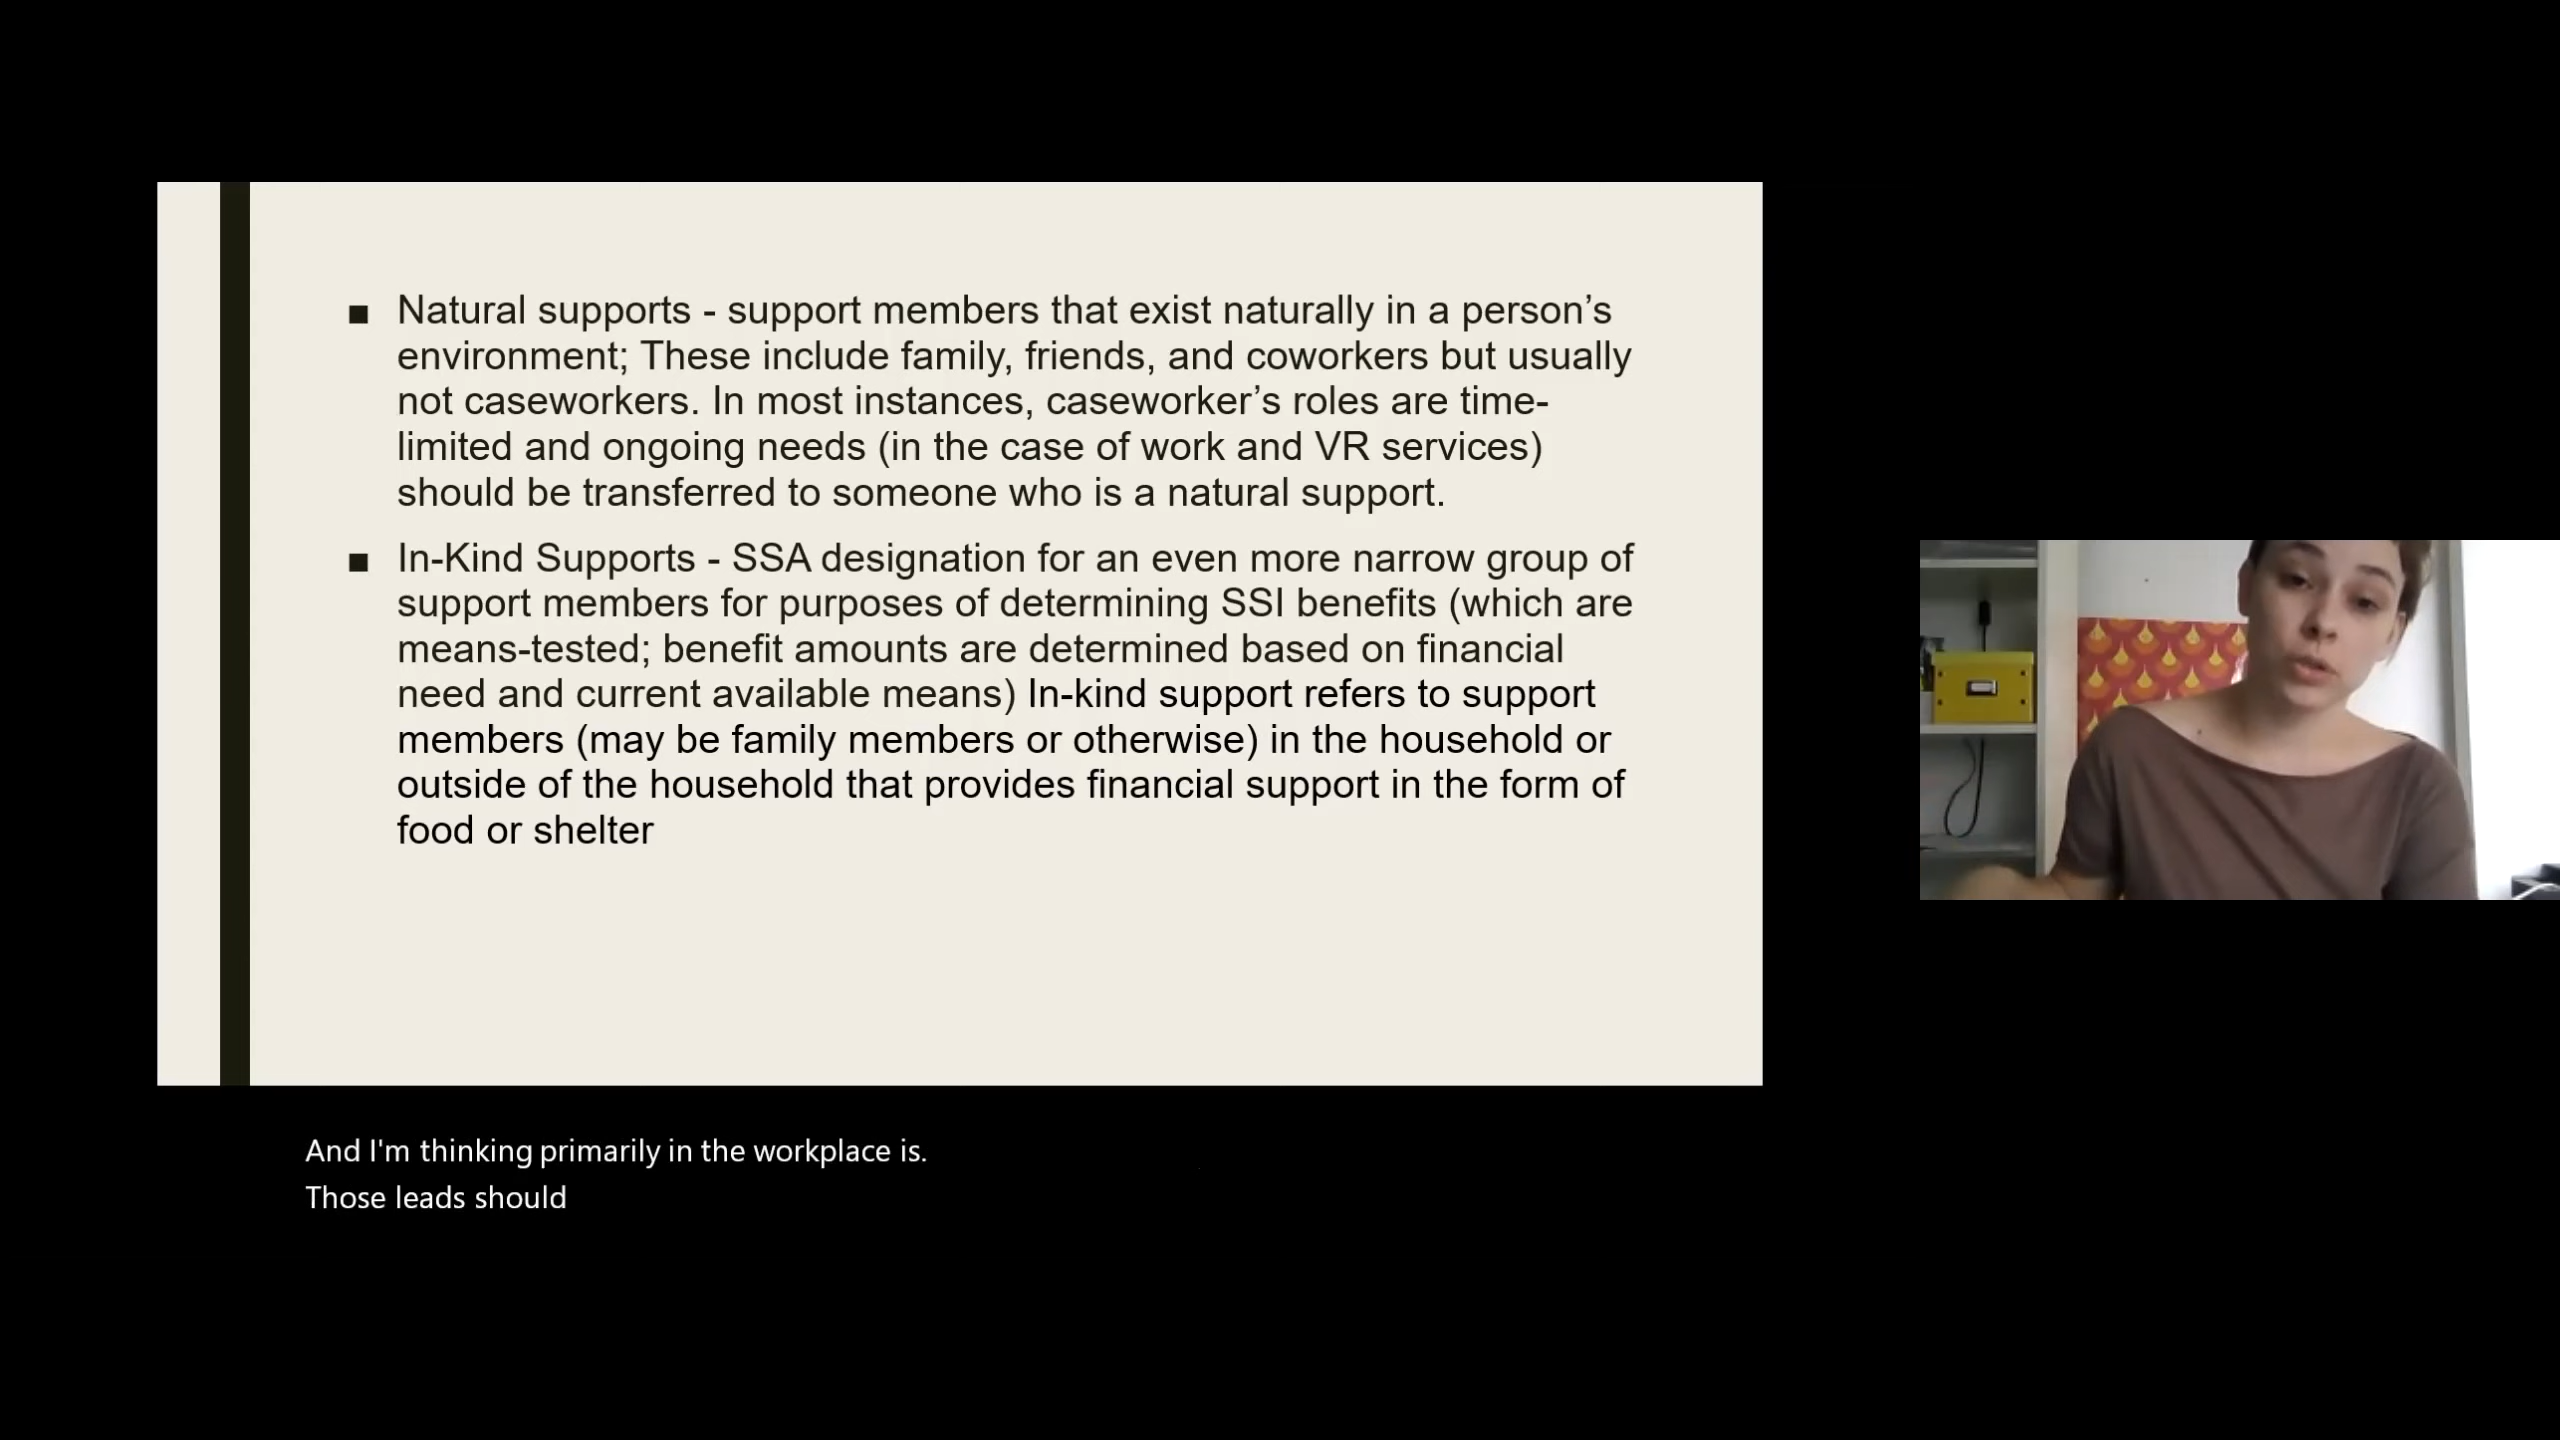 ■ Natural supports - support members that exist naturally in a person’s
environment; These include family, friends, and coworkers but usually
not caseworkers. In most instances, caseworker’s roles are time-
limited and ongoing needs (in the case of work and VR services)
should be transferred to someone who is a natural support.
■ In-Kind Supports - SSA designation for an even more narrow group of
support members for purposes of determining SSI benefits (which are
means-tested; benefit amounts are determined based on financial
need and current available means) In-kind support refers to support
members (may be family members or otherwise) in the household or
outside of the household that provides financial support in the form of
food or shelter
And I'm thinking primarily in the workplace is.
Those leads should